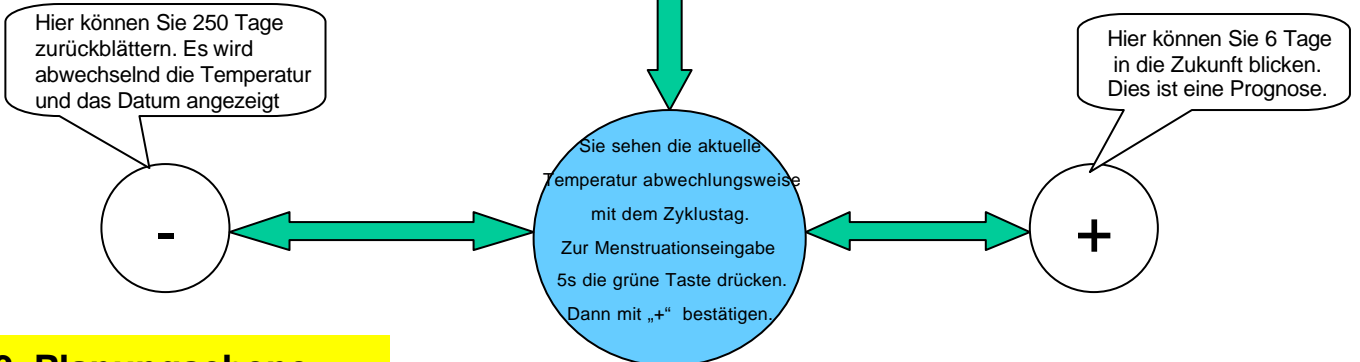 Hier können Sie 250 Tage
zurückblättern. Es wird
abwechselnd die Temperatur
und das Datum angezeigt
Hier können Sie 6 Tage
in die Zukunft blicken.
Dies ist eine Prognose.
-
Sie sehen die aktuelle
Temperatur abwechlungsweise
mit dem Zyklustag.
Zur Menstruationseingabe
5s die grüne Taste drücken.
Dann mit „+“ bestätigen.
+
Planungsebene